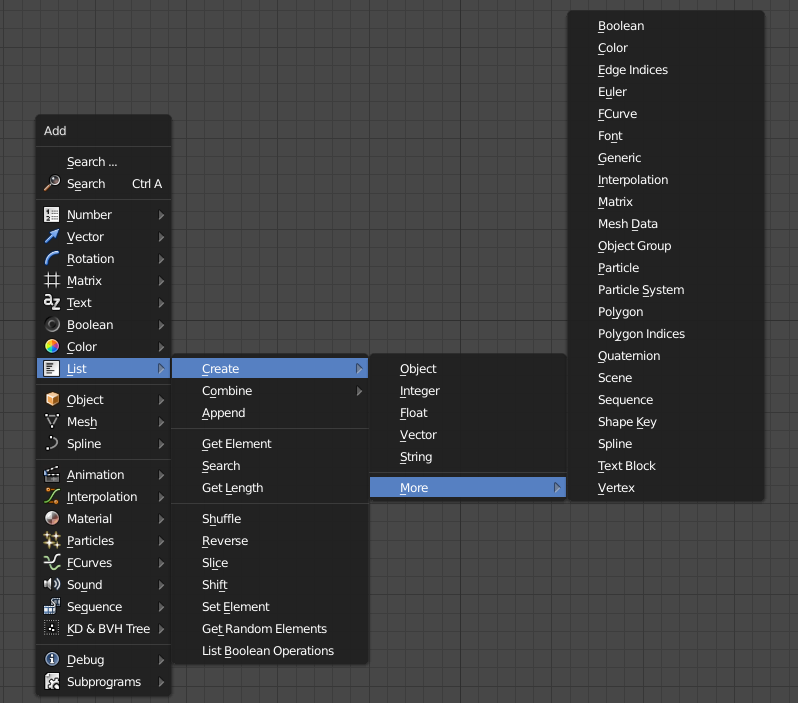 Add
Search ...
Search Ctrl A
Number
Vector
Rotation
Matrix
Text
Boolean
Color
List
Object
Mesh
Spline
Animation
Interpolation
Material
Particles
FCurves
Sound
Sequence
KD & BVH Tree
Debug
Subprograms
Create
Combine
Append
Get Element
Search
Get Length
Shuffle
Reverse
Slice
Shift
Set Element
Get Random Elements
List Boolean Operations
Object
Integer
Float
Vector
String
More
Boolean
Color
Edge Indices
Euler
FCurve
Font
Generic
Interpolation
Matrix
Mesh Data
Object Group
Particle
Particle System
Polygon
Polygon Indices
Quaternion
Scene
Sequence
Shape Key
Spline
Text Block
Vertex